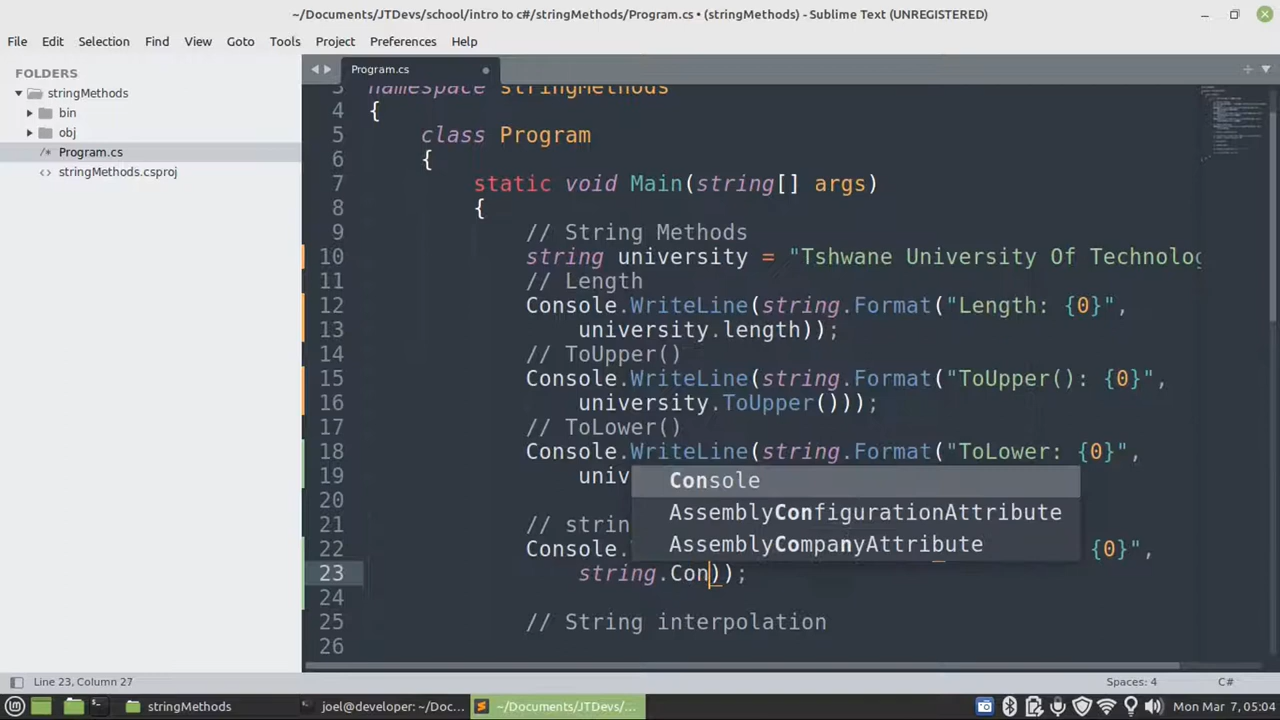 ~/Documents/JTDevs/school/intro to c#/stringMethods/Program.cs • (stringMethods) - Sublime Text (UNREGISTERED)
File Edit Selection Find View Goto Tools Project Preferences Help
FOLDERS
stringMethods
bin
obj
/* Program.cs
<> stringMethods.csproj
Program.cs
3 namespace stringMethods
4 {
5 class Program
6 {
7 static void Main(string[] args)
8 {
9 // String Methods
10 string university = "Tshwane University Of Technolog
11 // Length
12 Console.WriteLine(string.Format("Length: {0}",
13 university.length));
14 // ToUpper()
15 Console.WriteLine(string.Format("ToUpper(): {0}",
16 university.ToUpper()));
17 // ToLower()
18 Console.WriteLine(string.Format("ToLower: {0}",
19 univ
Console
20
AssemblyConfigurationAttribute
21 // strin
AssemblyCompanyAttribute
22 Console. {0}",
23 string.Con));
24
25 // String interpolation
26
Line 23, Column 27 Spaces: 4 C#
stringMethods joel@developer: ~/Doc... ~/Documents/JTDevs/... Mon Mar 7, 05:04